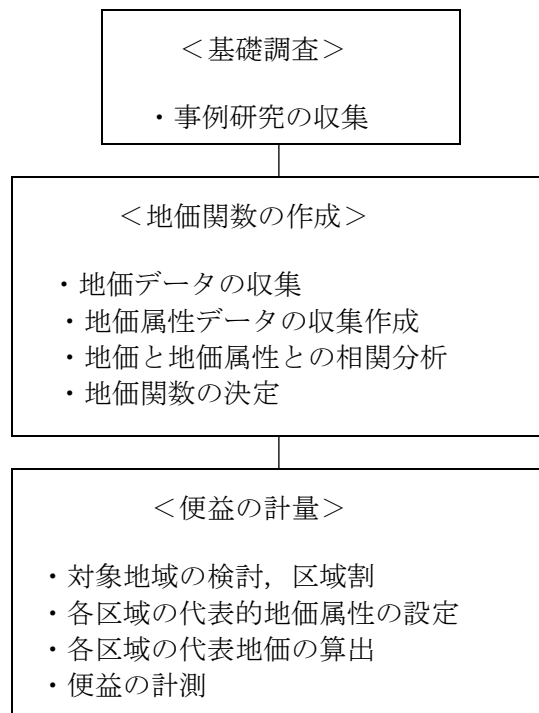 ＜基礎調査＞
・事例研究の収集
＜地価関数の作成＞
・地価データの収集
・地価属性データの収集作成
・地価と地価属性との相関分析
・地価関数の決定
＜便益の計量＞
・対象地域の検討，区域割
・各区域の代表的地価属性の設定
・各区域の代表地価の算出
・便益の計測